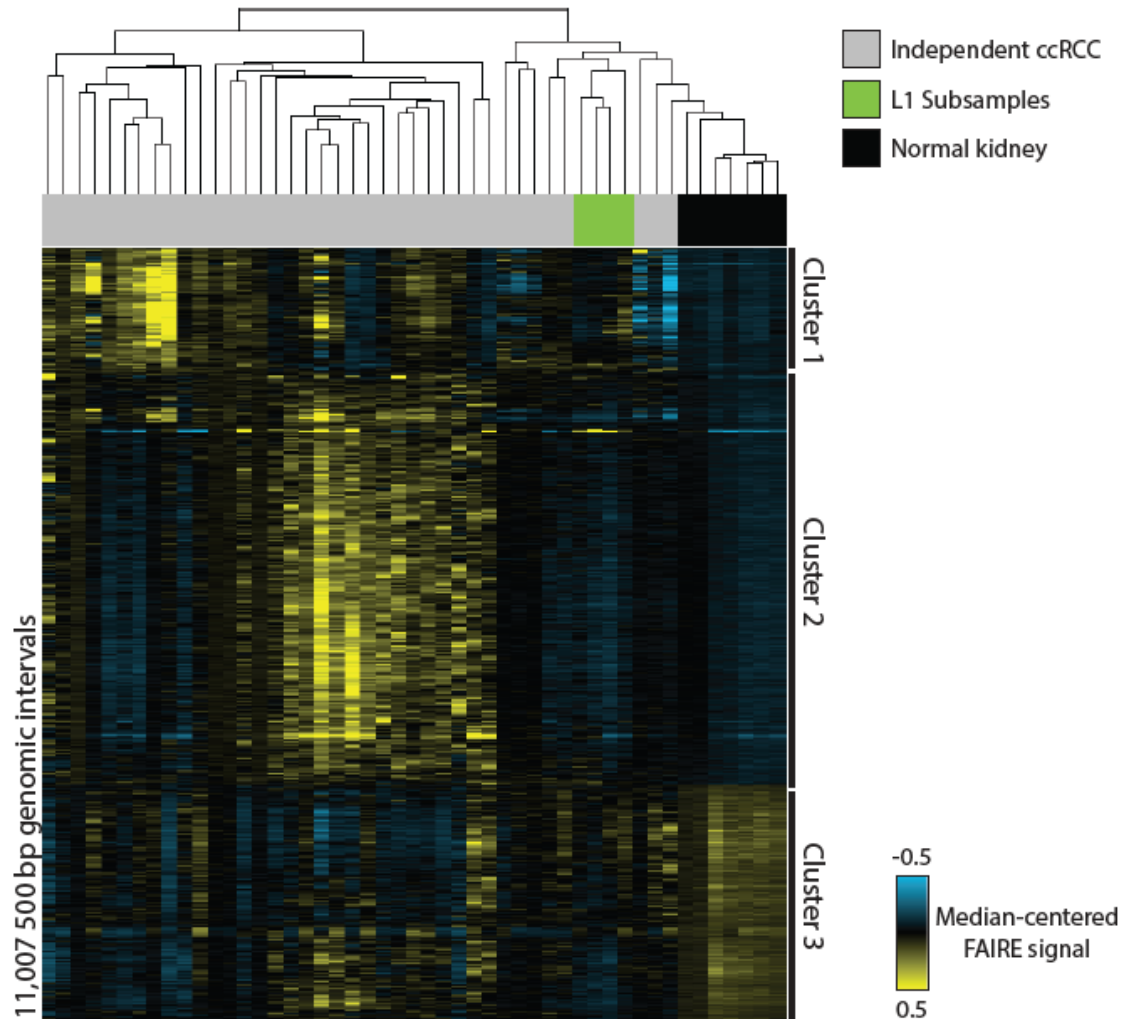 Independent ccRCC
L1 Subsamples
Normal kidney
Cluster 1
Cluster 2
Cluster 3
11,007 500 bp genomic intervals
-0.5
Median-centered
FAIRE signal
0.5